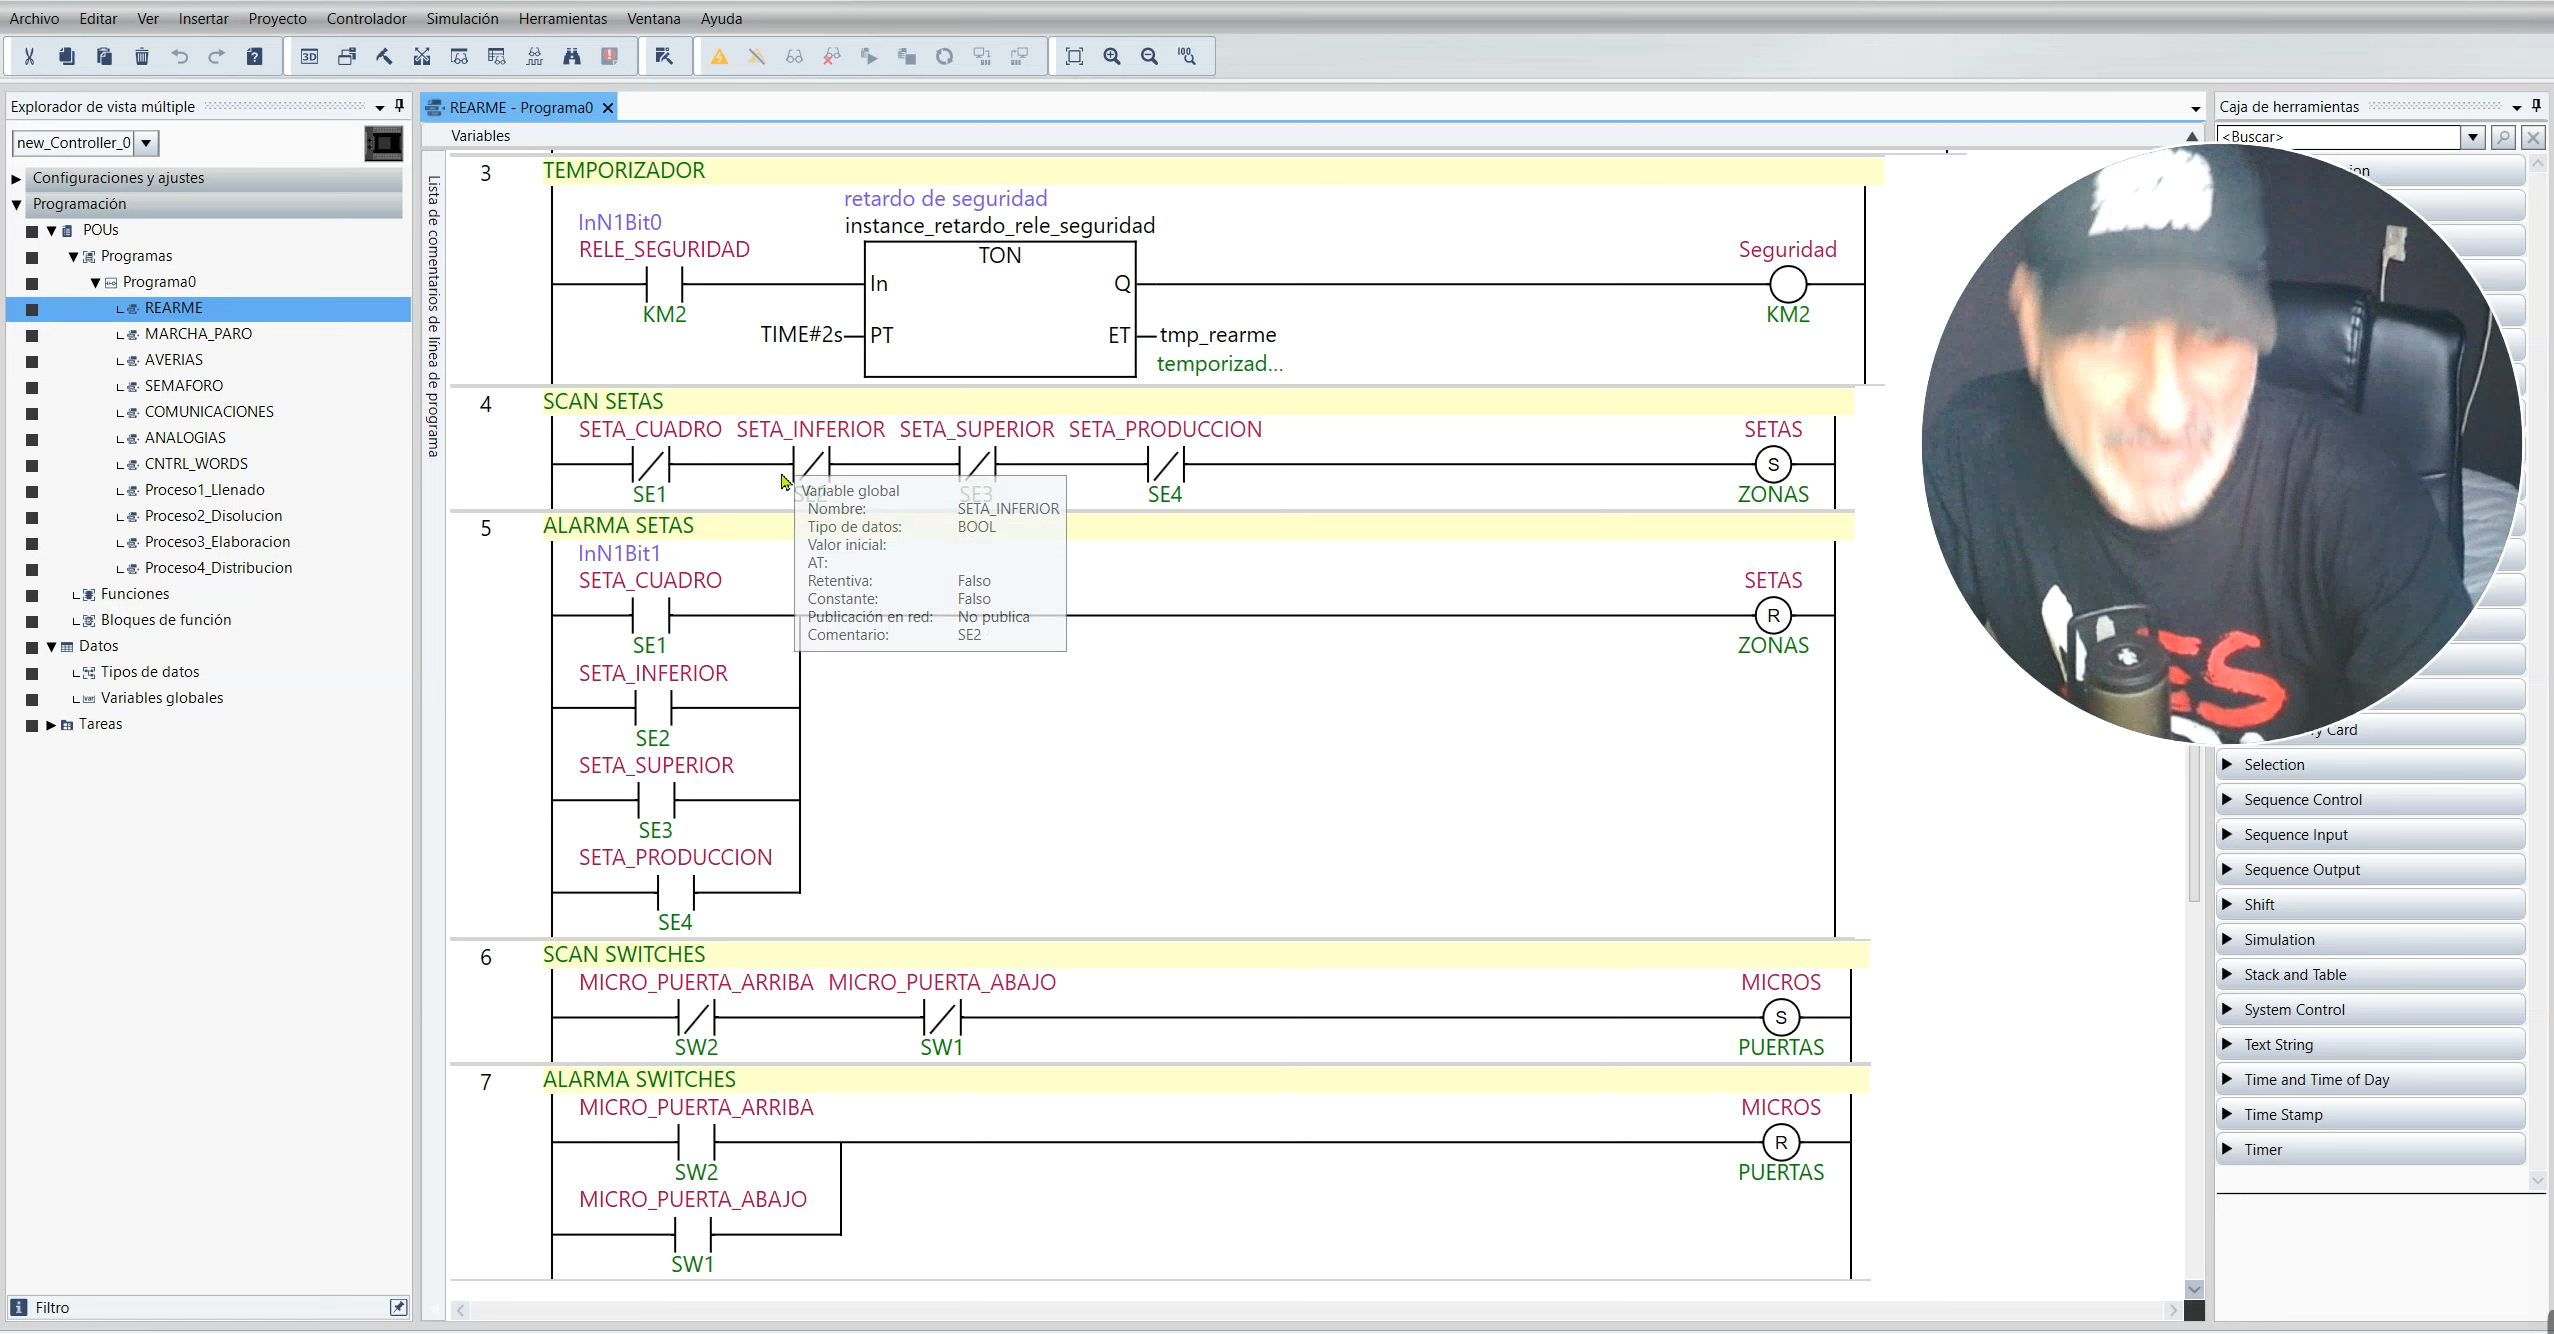 Archivo Editar Ver Insertar Proyecto Controlador Simulación Herramientas Ventana Ayuda
Explorador de vista múltiple
new_Controller_0
Configuraciones y ajustes
Programación
POUs
Programas
Programa0
REARME
MARCHA_PARO
AVERIAS
SEMAFORO
COMUNICACIONES
ANALOGIAS
CNTRL_WORDS
Proceso1_Llenado
Proceso2_Disolucion
Proceso3_Elaboracion
Proceso4_Distribucion
Funciones
Bloques de función
Datos
Tipos de datos
Variables globales
Tareas
Filtro
REARME - Programa0
Variables
Lista de comentarios de línea de programa
3 TEMPORIZADOR
retardo de seguridad
InN1Bit0
instance_retardo_rele_seguridad
RELE_SEGURIDAD
TON
Seguridad
In Q
KM2
KM2
TIME#2s PT ET tmp_rearme
temporizad...
4 SCAN SETAS
SETA_CUADRO SETA_INFERIOR SETA_SUPERIOR SETA_PRODUCCION SETAS
S
SE1 SE2 SE3 SE4 ZONAS
Variable global
Nombre: SETA_INFERIOR
Tipo de datos: BOOL
Valor inicial:
AT:
Retentiva: Falso
Constante: Falso
Publicación en red: No publica
Comentario: SE2
5 ALARMA SETAS
InN1Bit1
SETA_CUADRO SETAS
R
SE1 ZONAS
SETA_INFERIOR
SE2
SETA_SUPERIOR
SE3
SETA_PRODUCCION
SE4
6 SCAN SWITCHES
MICRO_PUERTA_ARRIBA MICRO_PUERTA_ABAJO MICROS
S
SW2 SW1 PUERTAS
7 ALARMA SWITCHES
MICRO_PUERTA_ARRIBA MICROS
R
SW2 PUERTAS
MICRO_PUERTA_ABAJO
SW1
Caja de herramientas
<Buscar>
Card
Selection
Sequence Control
Sequence Input
Sequence Output
Shift
Simulation
Stack and Table
System Control
Text String
Time and Time of Day
Time Stamp
Timer